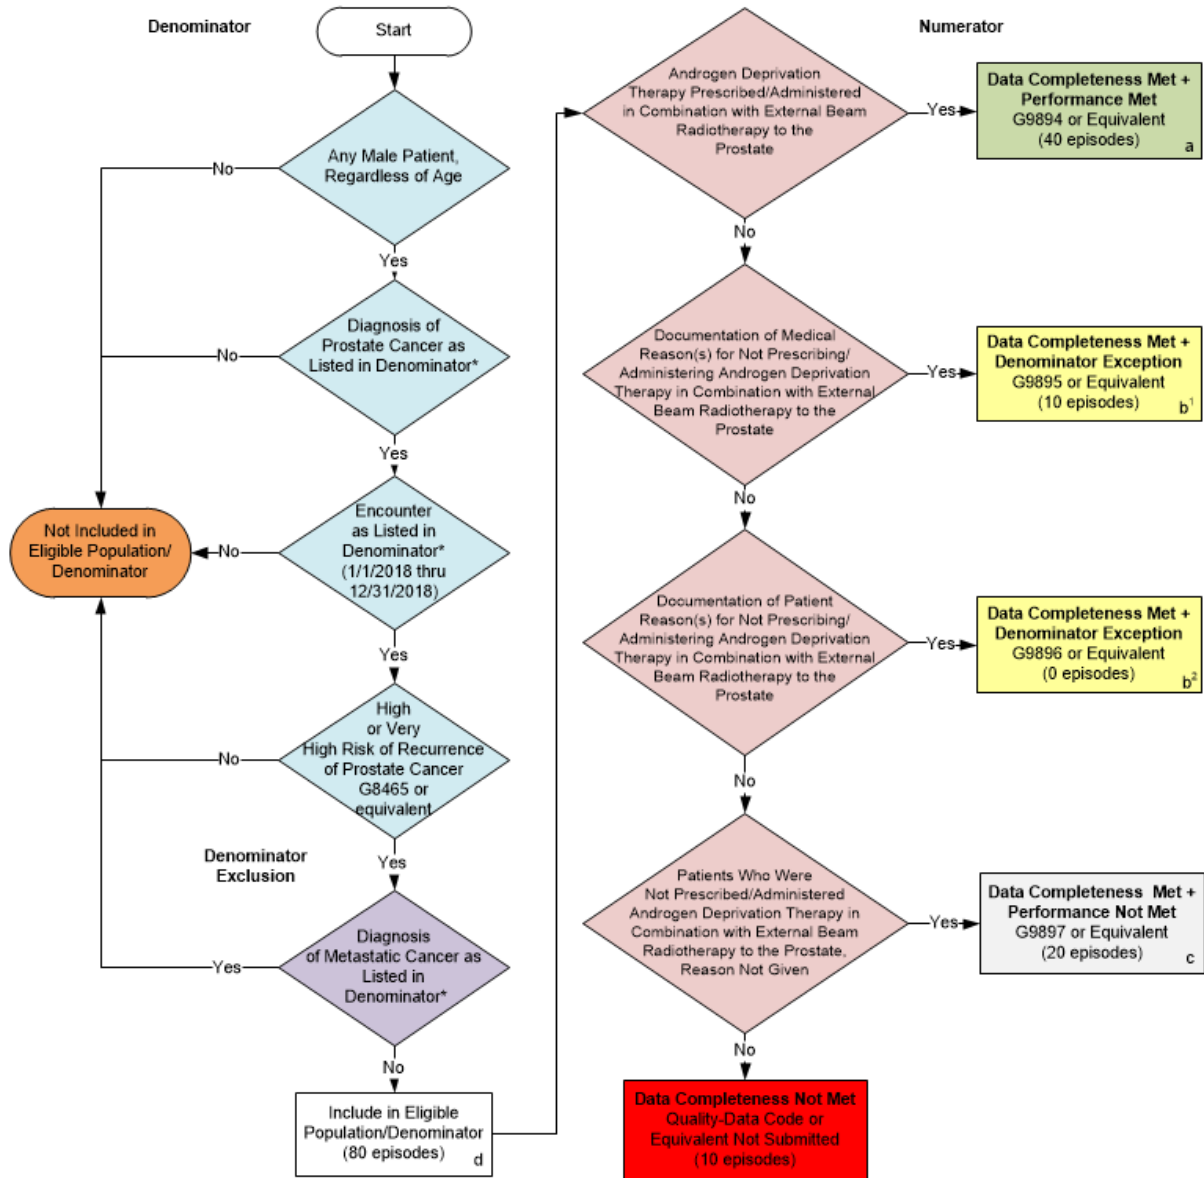 Denominator
Start
Any Male Patient,
Regardless of Age
No
Yes
Diagnosis of
Prostate Cancer as
Listed in Denominator*
No
Yes
Encounter
as Listed in
Denominator*
(1/1/2018 thru
12/31/2018)
No
Not Included in
Eligible Population/
Denominator
Yes
High
or Very
High Risk of Recurrence
of Prostate Cancer
G8465 or
equivalent
No
Yes
Denominator
Exclusion
Diagnosis
of Metastatic Cancer as
Listed in
Denominator*
Yes
No
Include in Eligible
Population/Denominator
(80 episodes)
d
Numerator
Androgen Deprivation
Therapy Prescribed/Administered
in Combination with External Beam
Radiotherapy to the
Prostate
Yes
Data Completeness Met +
Performance Met
G9894 or Equivalent
(40 episodes)
a
No
Documentation of Medical
Reason(s) for Not Prescribing/
Administering Androgen Deprivation
Therapy in Combination with External
Beam Radiotherapy to the
Prostate
Yes
Data Completeness Met +
Denominator Exception
G9895 or Equivalent
(10 episodes)
b¹
No
Documentation of Patient
Reason(s) for Not Prescribing/
Administering Androgen Deprivation
Therapy in Combination with External
Beam Radiotherapy to the
Prostate
Yes
Data Completeness Met +
Denominator Exception
G9896 or Equivalent
(0 episodes)
b²
No
Patients Who Were
Not Prescribed/Administered
Androgen Deprivation Therapy in
Combination with External Beam
Radiotherapy to the Prostate,
Reason Not Given
Yes
Data Completeness Met +
Performance Not Met
G9897 or Equivalent
(20 episodes)
c
No
Data Completeness Not Met
Quality-Data Code or
Equivalent Not Submitted
(10 episodes)